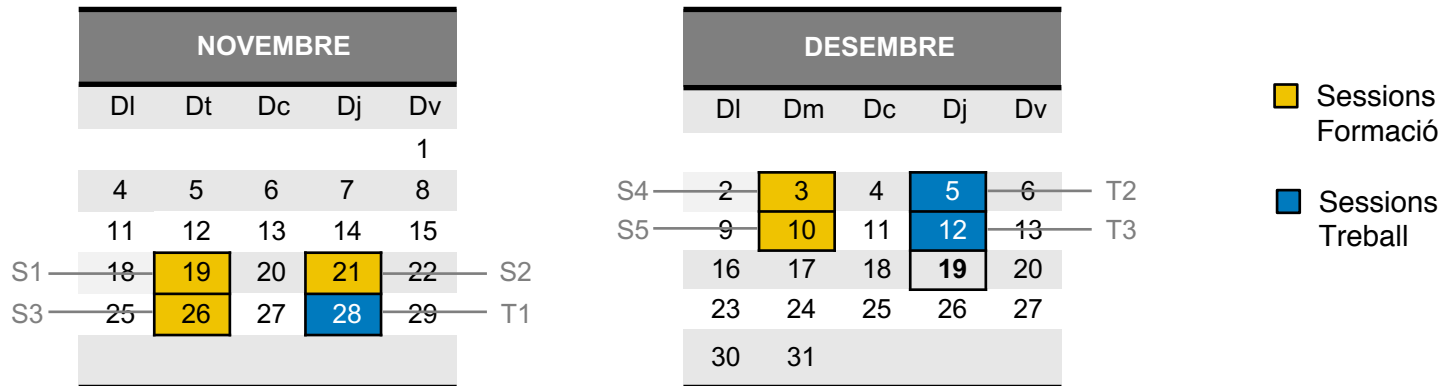 NOVEMBRE
Dl Dt Dc Dj Dv
1
4 5 6 7 8
11 12 13 14 15
S1 18 19 20 21 22 S2
S3 25 26 27 28 29 T1
DESEMBRE
Dl Dm Dc Dj Dv
S4 2 3 4 5 6 T2
S5 9 10 11 12 13 T3
16 17 18 19 20
23 24 25 26 27
30 31
Sessions
Formació
Sessions
Treball